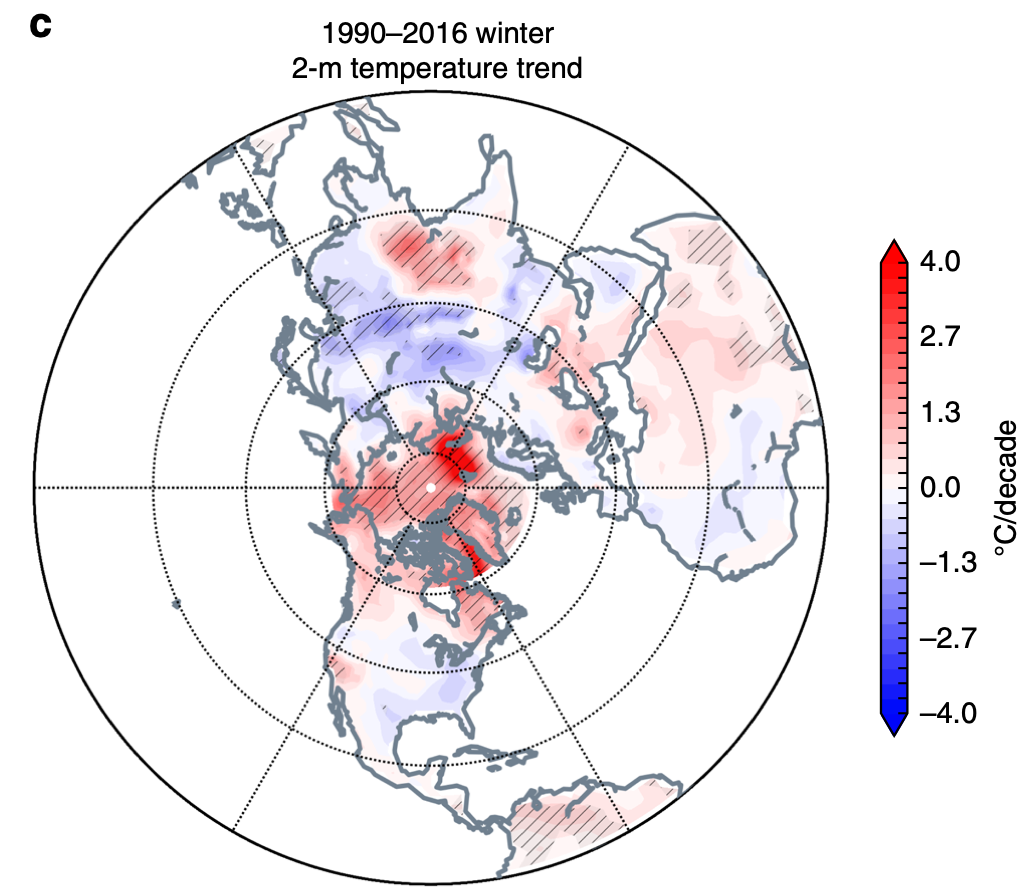 c
1990–2016 winter
2-m temperature trend
4.0
2.7
1.3
0.0
–1.3
–2.7
–4.0
°C/decade